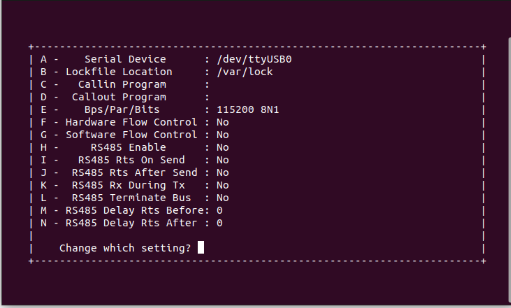 A -    Serial Device      : /dev/ttyUSB0
B - Lockfile Location     : /var/lock
C -   Callin Program      :
D -  Callout Program      :
E -    Bps/Par/Bits       : 115200 8N1
F - Hardware Flow Control : No
G - Software Flow Control : No
H -     RS485 Enable      : No
I -   RS485 Rts On Send   : No
J -  RS485 Rts After Send : No
K -  RS485 Rx During Tx   : No
L -  RS485 Terminate Bus  : No
M - RS485 Delay Rts Before: 0
N - RS485 Delay Rts After : 0
Change which setting?